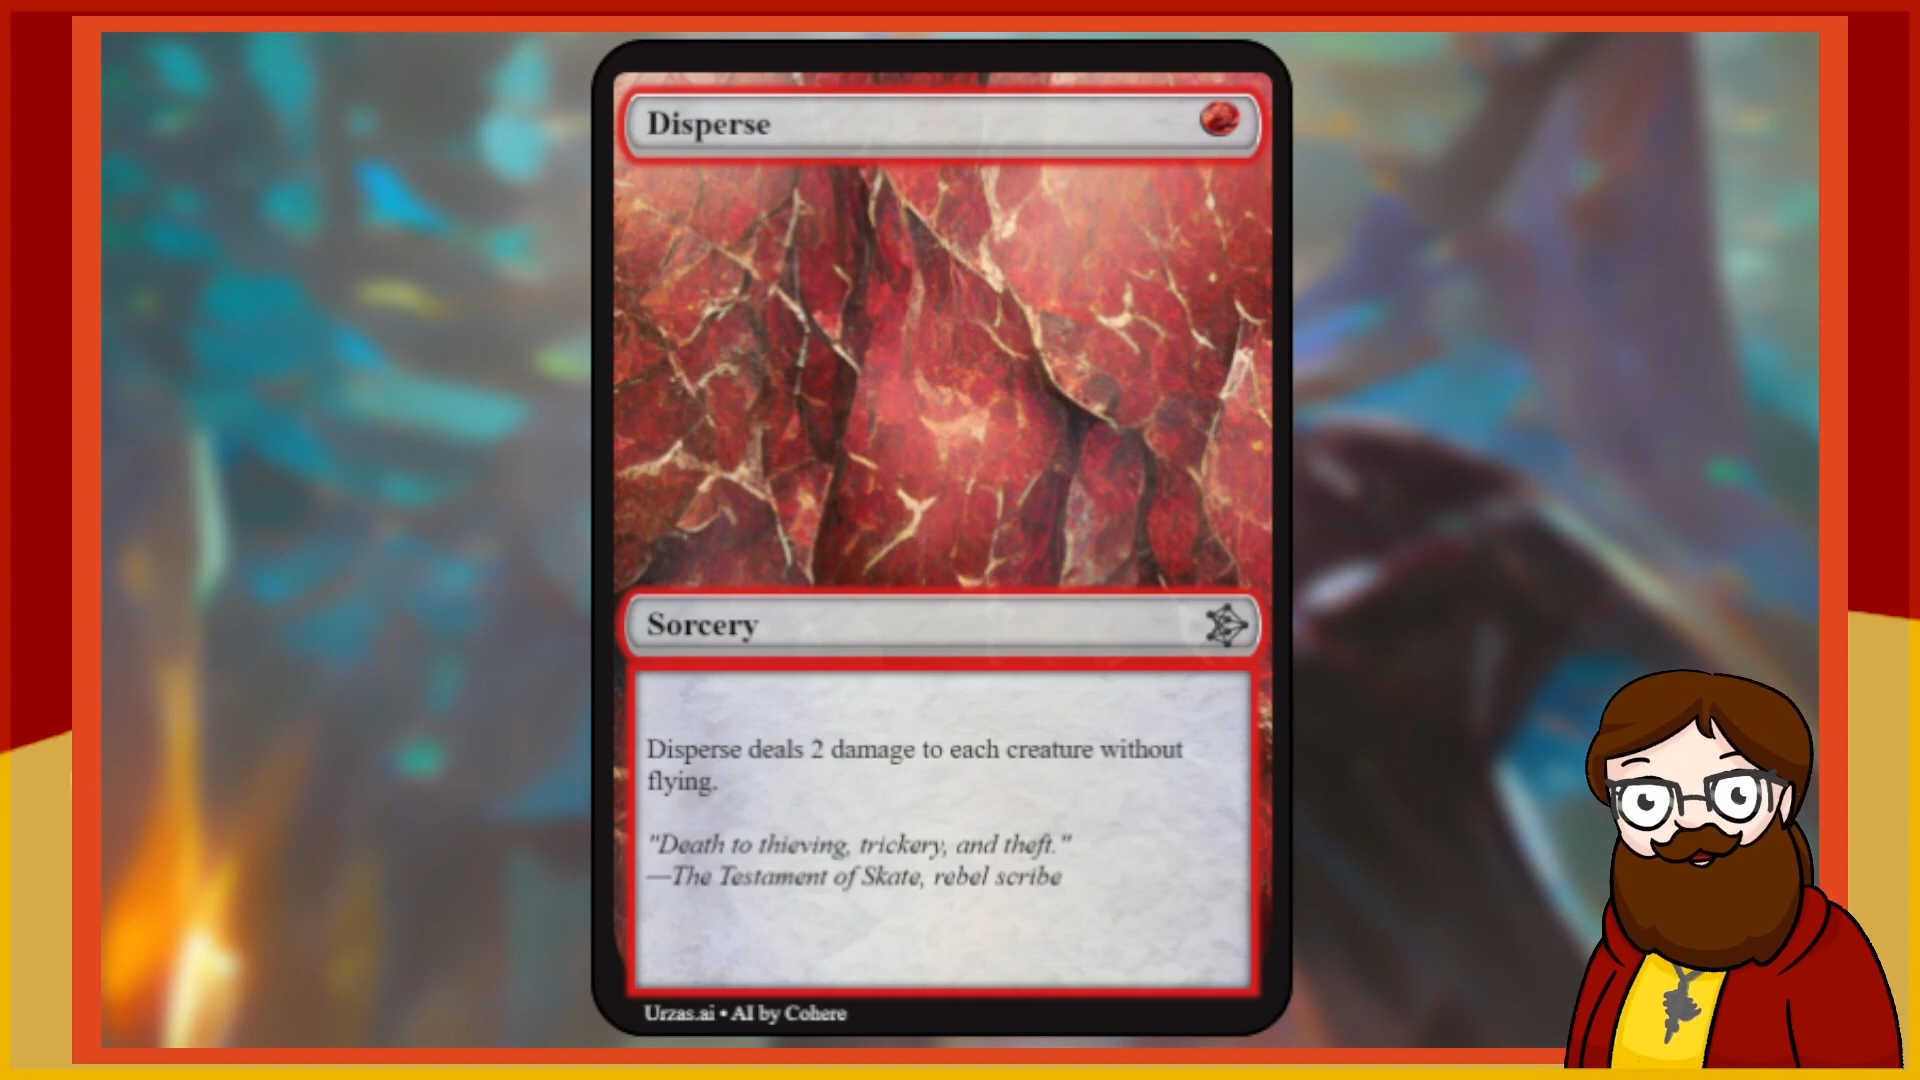 Disperse
Sorcery
Disperse deals 2 damage to each creature without
flying.
"Death to thieving, trickery, and theft."
—The Testament of Skate, rebel scribe
Urzas.ai • AI by Cohere